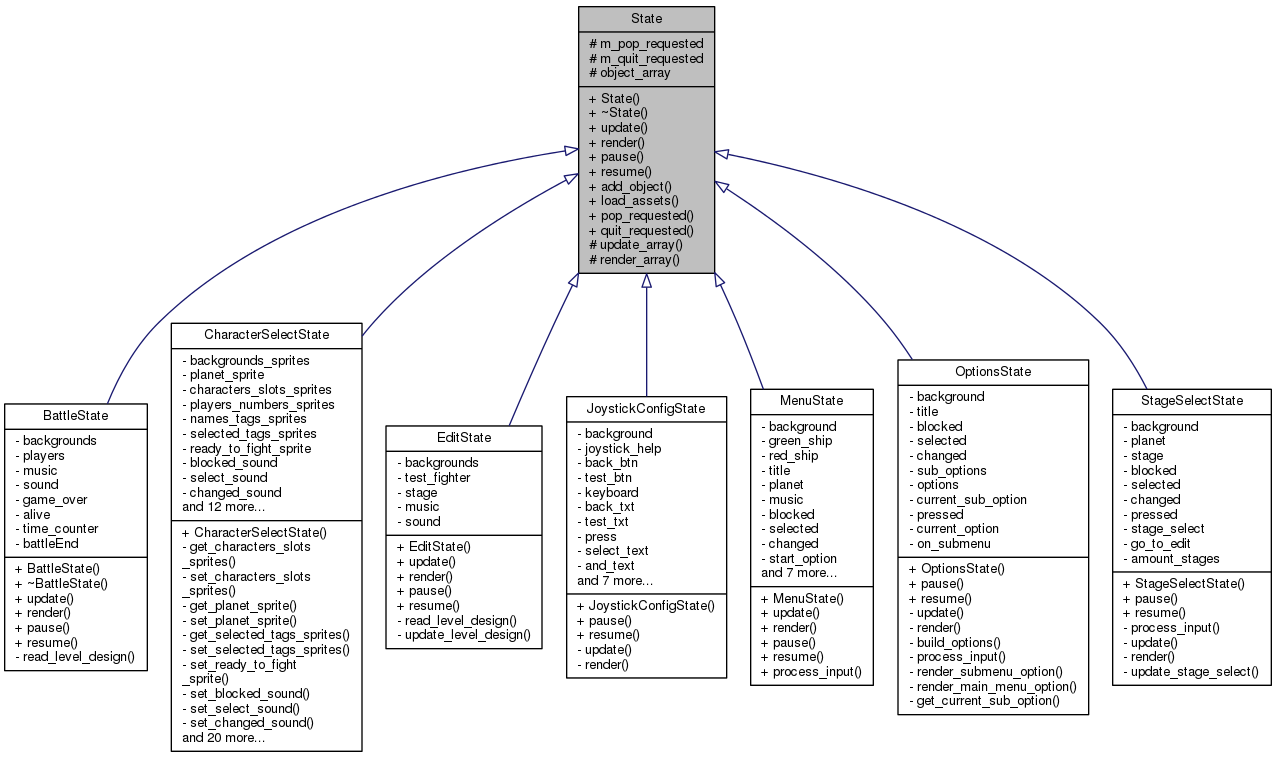 State
# m_pop_requested
# m_quit_requested
# object_array
+ State()
+ ~State()
+ update()
+ render()
+ pause()
+ resume()
+ add_object()
+ load_assets()
+ pop_requested()
+ quit_requested()
# update_array()
# render_array()
BattleState
- backgrounds
- players
- music
- sound
- game_over
- alive
- time_counter
- battleEnd
+ BattleState()
+ ~BattleState()
+ update()
+ render()
+ pause()
+ resume()
- read_level_design()
CharacterSelectState
- backgrounds_sprites
- planet_sprite
- characters_slots_sprites
- players_numbers_sprites
- names_tags_sprites
- selected_tags_sprites
- ready_to_fight_sprite
- blocked_sound
- select_sound
- changed_sound
and 12 more...
+ CharacterSelectState()
- get_characters_slots
_sprites()
- set_characters_slots
_sprites()
- get_planet_sprite()
- set_planet_sprite()
- get_selected_tags_sprites()
- set_selected_tags_sprites()
- set_ready_to_fight
_sprite()
- set_blocked_sound()
- set_select_sound()
- set_changed_sound()
and 20 more...
EditState
- backgrounds
- test_fighter
- stage
- music
- sound
+ EditState()
+ update()
+ render()
+ pause()
+ resume()
- read_level_design()
- update_level_design()
JoystickConfigState
- background
- joystick_help
- back_btn
- test_btn
- keyboard
- back_txt
- test_txt
- press
- select_text
- and_text
and 7 more...
+ JoystickConfigState()
+ pause()
+ resume()
- update()
- render()
MenuState
- background
- green_ship
- red_ship
- title
- planet
- music
- blocked
- selected
- changed
- start_option
and 7 more...
+ MenuState()
+ update()
+ render()
+ pause()
+ resume()
+ process_input()
OptionsState
- background
- title
- blocked
- selected
- changed
- sub_options
- options
- current_sub_option
- pressed
- current_option
- on_submenu
+ OptionsState()
+ pause()
+ resume()
- update()
- render()
- build_options()
- process_input()
- render_submenu_option()
- render_main_menu_option()
- get_current_sub_option()
StageSelectState
- background
- planet
- stage
- blocked
- selected
- changed
- pressed
- stage_select
- go_to_edit
- amount_stages
+ StageSelectState()
+ pause()
+ resume()
- process_input()
- update()
- render()
- update_stage_select()